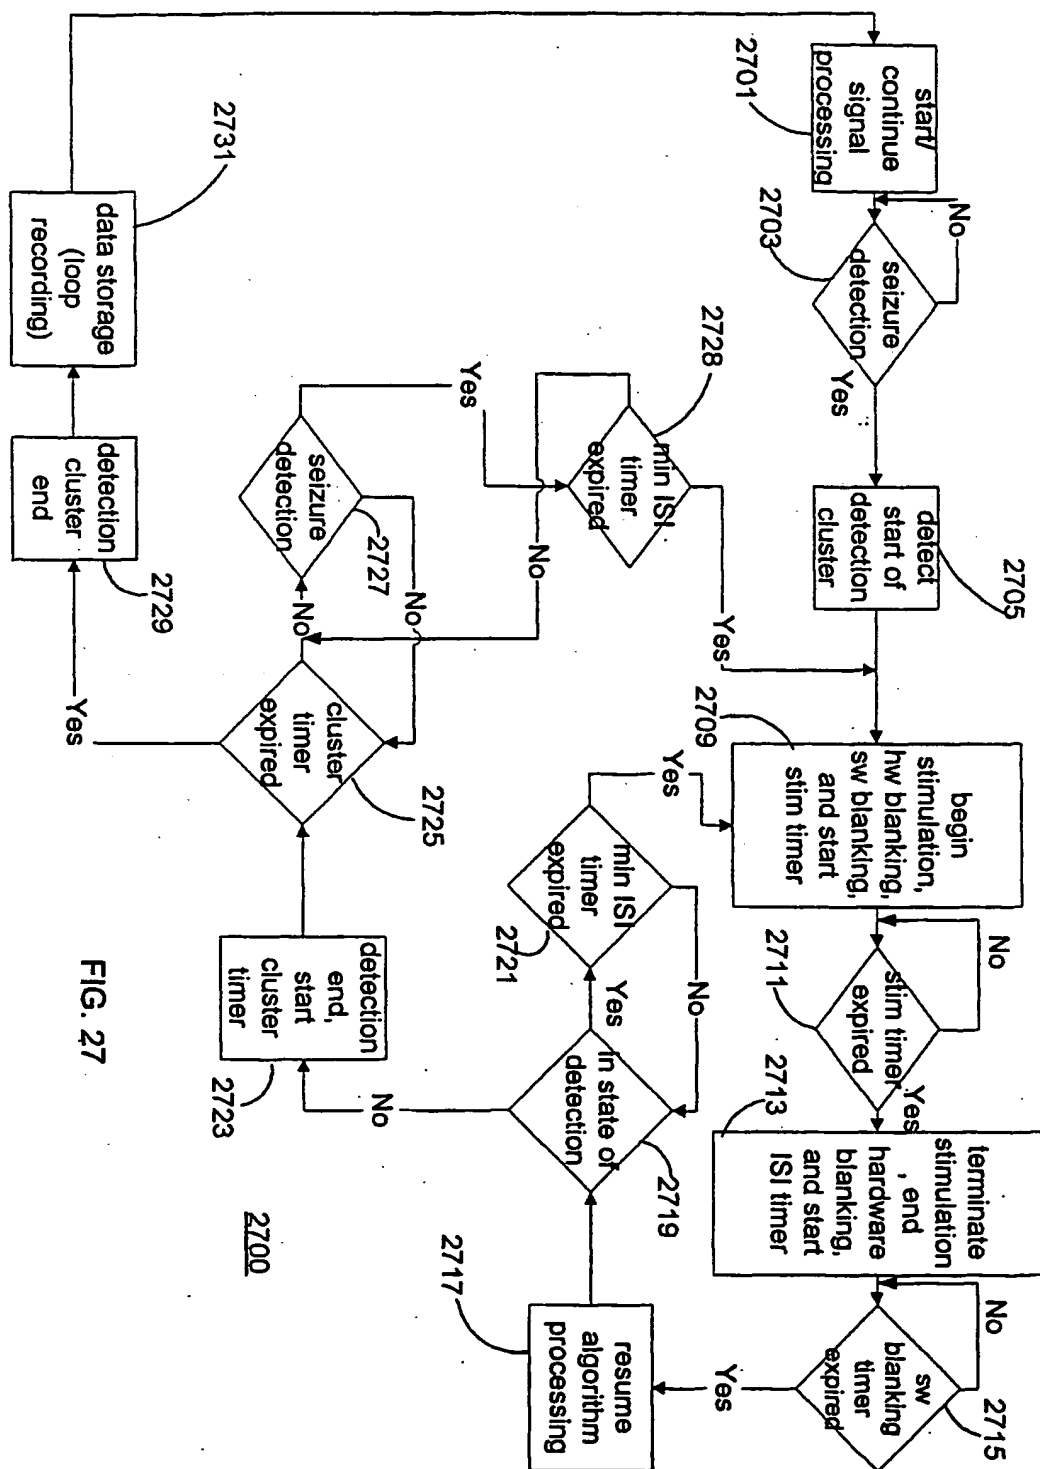 start/
continue
signal
processing
2701
No
seizure
detection
2703
Yes
detect
start of
detection
cluster
2705
begin
stimulation,
hw blanking,
sw blanking,
and start
stim timer
2709
No
stim timer
expired
2711
Yes
terminate
stimulation
, end
hardware
blanking,
and start
ISI timer
2713
No
sw
blanking
timer
expired
2715
Yes
resume
algorithm
processing
2717
in state of
detection
2719
Yes
No
min ISI
timer
expired
2721
Yes
No
detection
end,
start
cluster
timer
2723
cluster
timer
expired
2725
No
seizure
detection
2727
No
Yes
min ISI
timer
expired
2728
Yes
No
Yes
detection
cluster
end
2729
data storage
(loop
recording)
2731
2700
FIG. 27